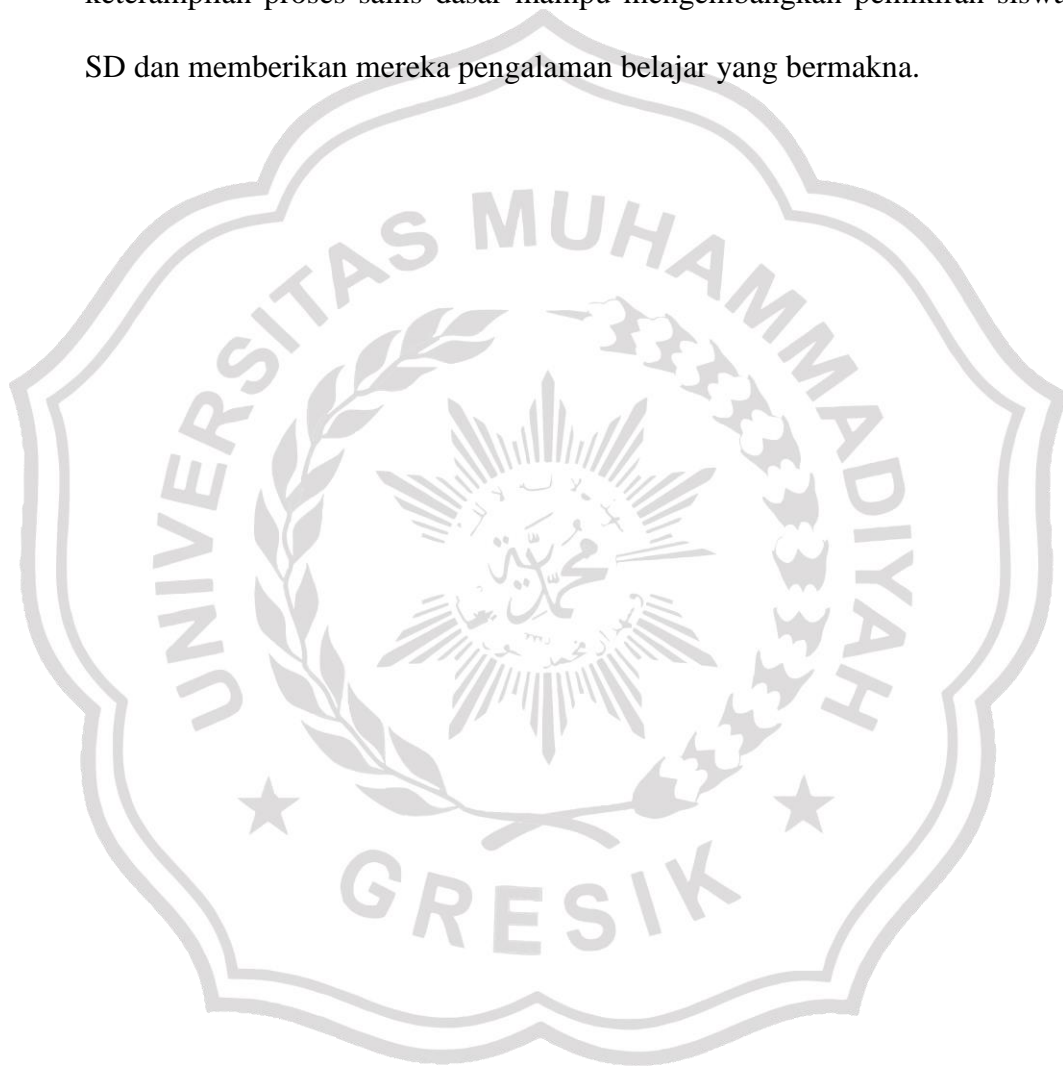 keterampilan proses sains dasar mampu mengembangkan pemikiran siswa
SD dan memberikan mereka pengalaman belajar yang bermakna.
UNIVERSITAS MUHAMMADIYAH
محمد
GRESIK